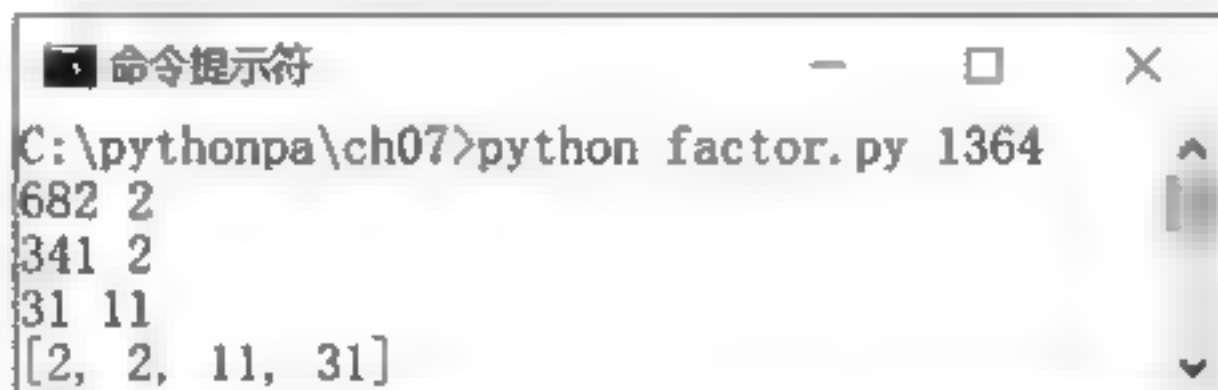 命令提示符
C:\pythonpa\ch07>python factor.py 1364
682 2
341 2
31 11
[2, 2, 11, 31]